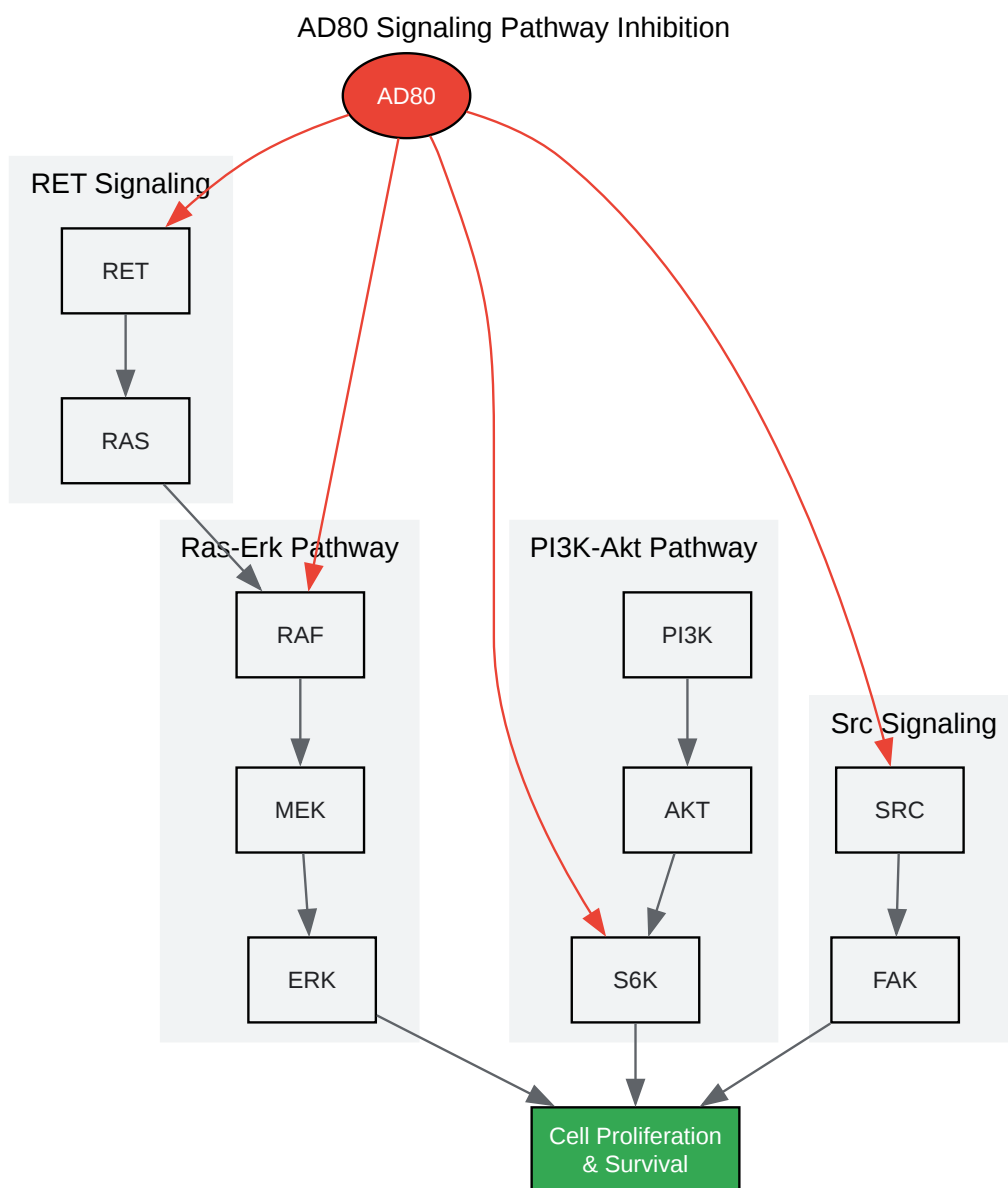 AD80 Signaling Pathway Inhibition
AD80
RET Signaling
RET
RAS
Ras-Erk Pathway
RAF
MEK
ERK
PI3K-Akt Pathway
PI3K
AKT
S6K
Src Signaling
SRC
FAK
Cell Proliferation
& Survival